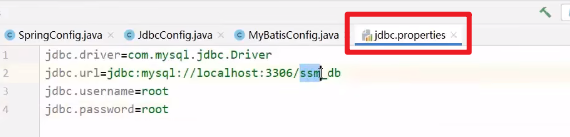 SpringConfig.java
JdbcConfig.java
MyBatisConfig.java
jdbc.properties
1 jdbc.driver=com.mysql.jdbc.Driver
2 jdbc.url=jdbc:mysql://localhost:3306/ssm_db
3 jdbc.username=root
4 jdbc.password=root